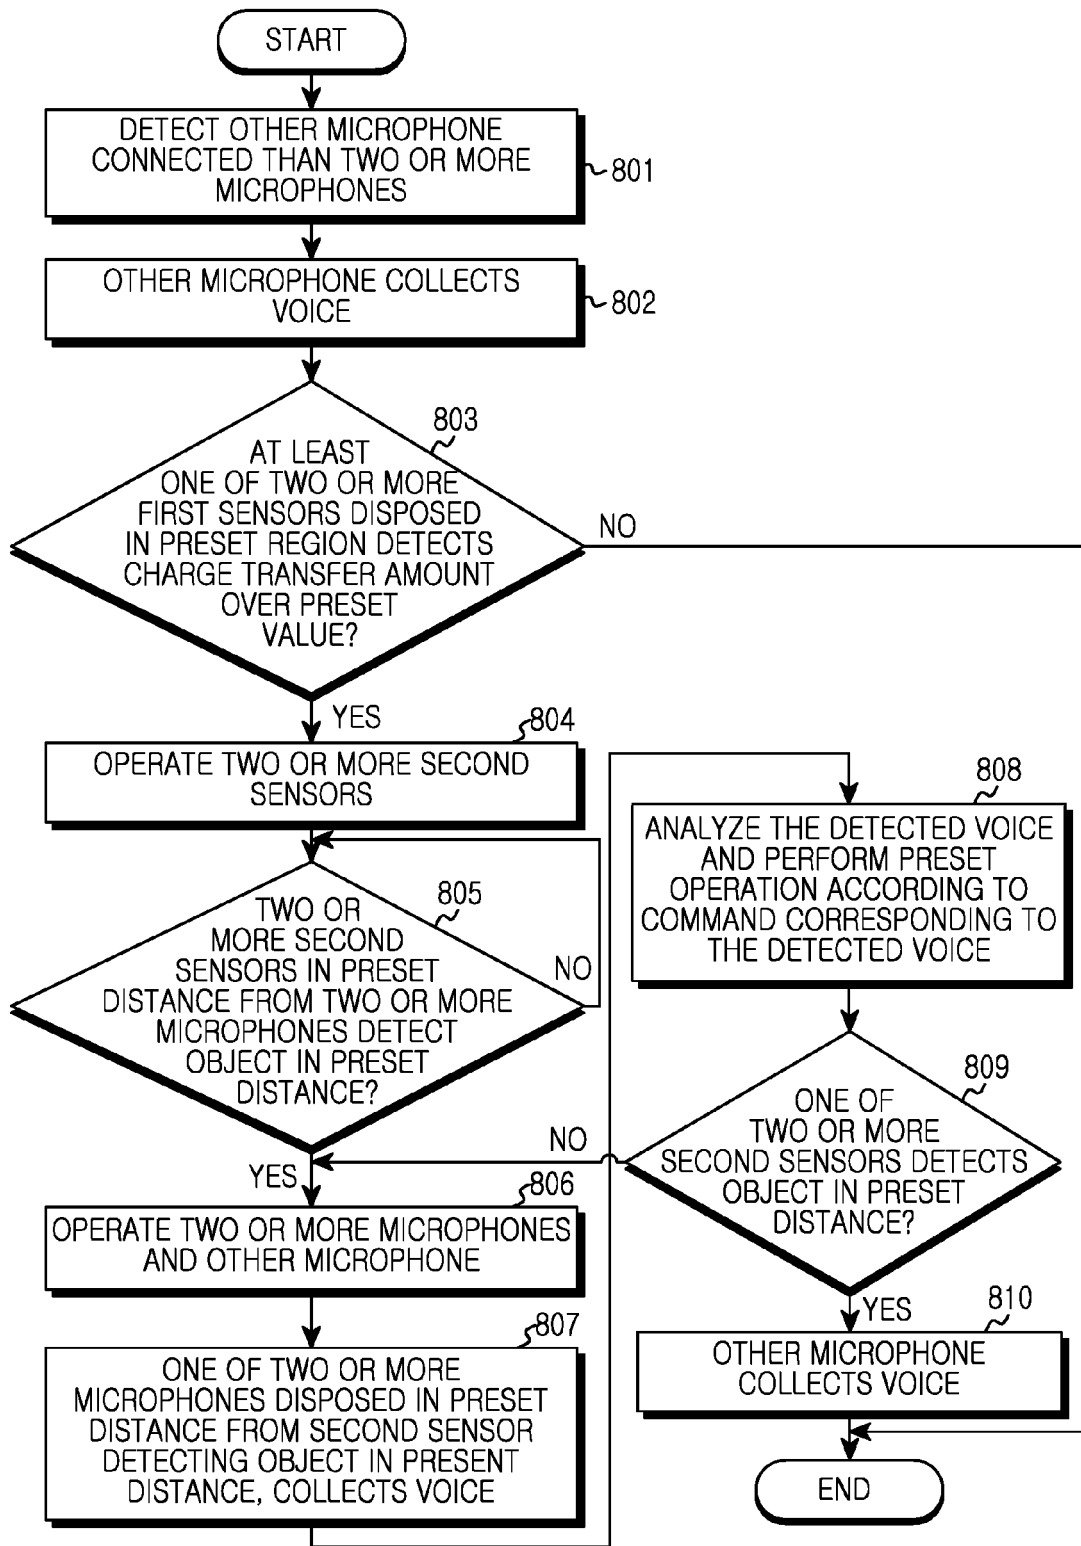 START
DETECT OTHER MICROPHONE
CONNECTED THAN TWO OR MORE
MICROPHONES
801
OTHER MICROPHONE COLLECTS
VOICE
802
803
AT LEAST
ONE OF TWO OR MORE
FIRST SENSORS DISPOSED
IN PRESET REGION DETECTS
CHARGE TRANSFER AMOUNT
OVER PRESET
VALUE?
NO
YES
804
OPERATE TWO OR MORE SECOND
SENSORS
805
TWO OR
MORE SECOND
SENSORS IN PRESET
DISTANCE FROM TWO OR MORE
MICROPHONES DETECT
OBJECT IN PRESET
DISTANCE?
NO
YES
806
OPERATE TWO OR MORE MICROPHONES
AND OTHER MICROPHONE
807
ONE OF TWO OR MORE
MICROPHONES DISPOSED IN PRESET
DISTANCE FROM SECOND SENSOR
DETECTING OBJECT IN PRESENT
DISTANCE, COLLECTS VOICE
808
ANALYZE THE DETECTED VOICE
AND PERFORM PRESET
OPERATION ACCORDING TO
COMMAND CORRESPONDING TO
THE DETECTED VOICE
809
ONE OF
TWO OR MORE
SECOND SENSORS DETECTS
OBJECT IN PRESET
DISTANCE?
NO
YES
810
OTHER MICROPHONE
COLLECTS VOICE
END